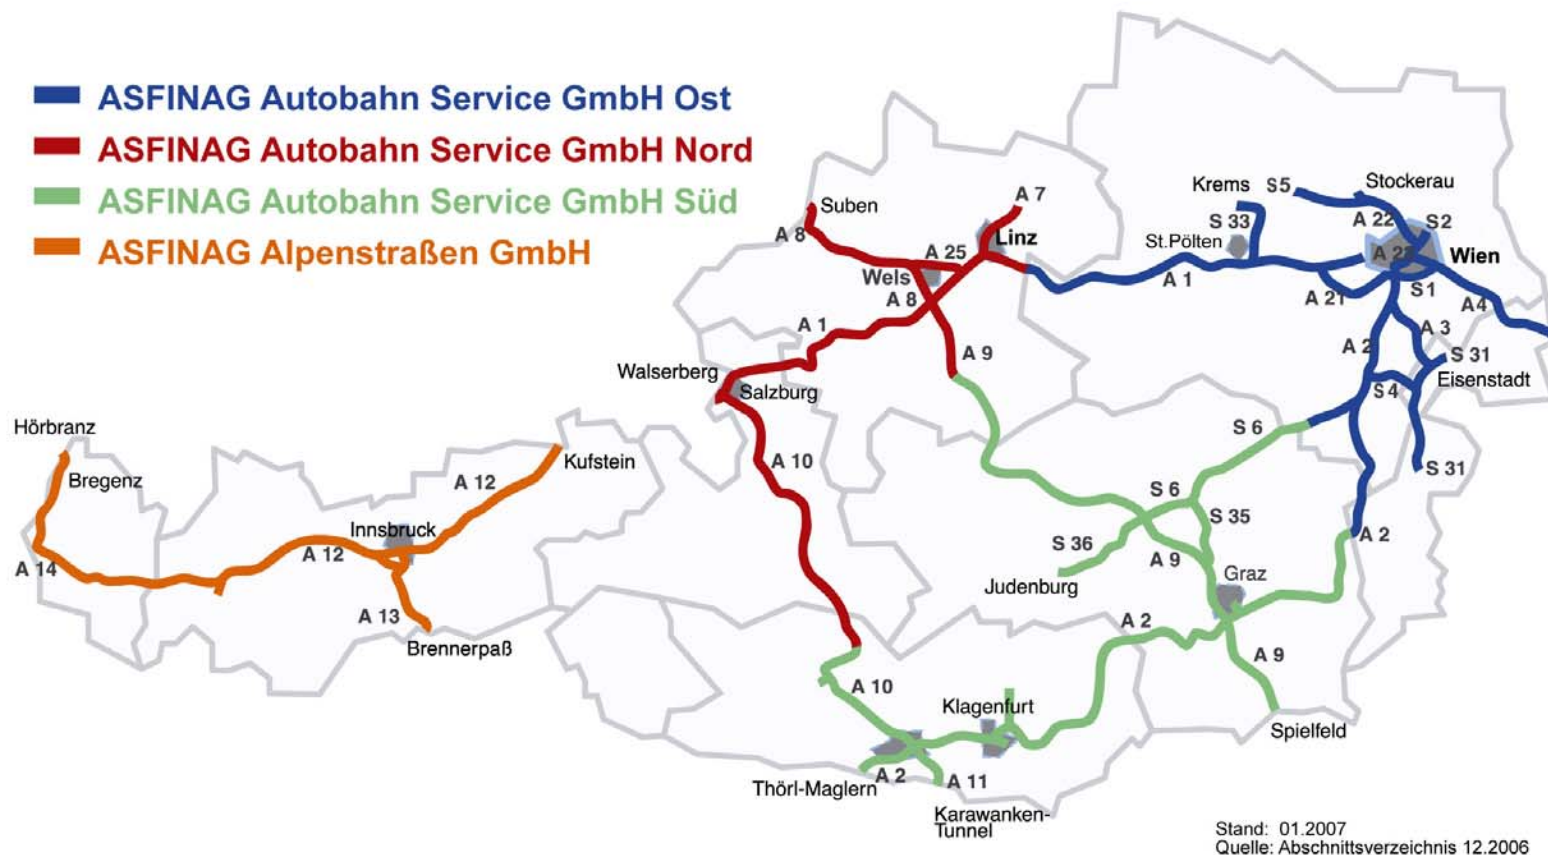 ASFINAG Autobahn Service GmbH Ost
ASFINAG Autobahn Service GmbH Nord
ASFINAG Autobahn Service GmbH Süd
ASFINAG Alpenstraßen GmbH
Krems
S 5
Stockerau
Suben
A 7
S 33
A 22
S2
A 8
Linz
St.Pölten
A 25
A 23
Wien
Wels
A 1
A 21
S1
A4
A 8
A 1
A 3
A 2
A 9
S 31
Walserberg
Eisenstadt
Salzburg
S 4
Hörbranz
S 6
Kufstein
A 10
S 31
Bregenz
A 12
S 6
S 35
Innsbruck
A 2
A 12
S 36
A 9
A 14
Graz
Judenburg
A 13
A 2
Brennerpaß
A 9
A 10
Klagenfurt
Spielfeld
A 2
A 11
Thörl-Maglern
Karawanken-
Tunnel
Stand: 01.2007
Quelle: Abschnittsverzeichnis 12.2006